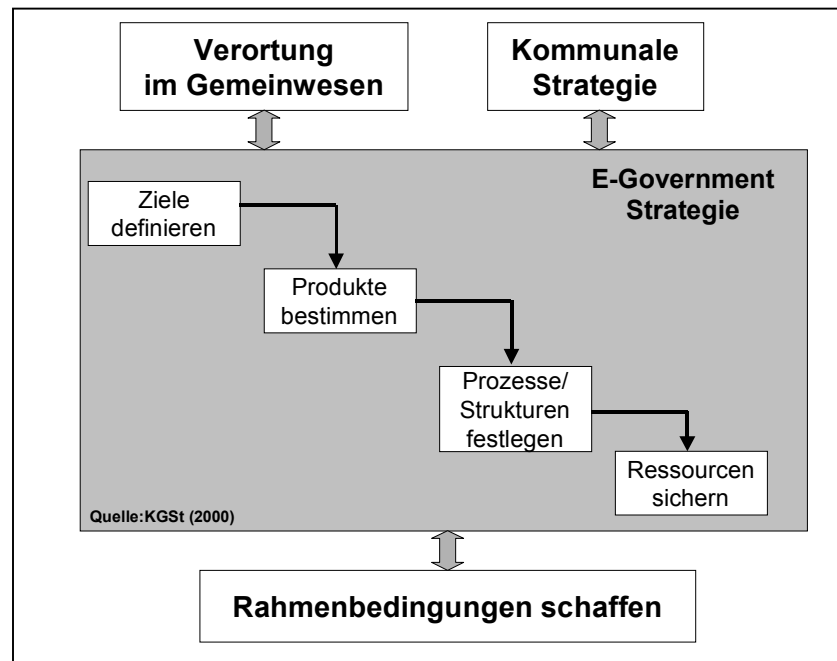 Verortung
im Gemeinwesen
Kommunale
Strategie
E-Government
Strategie
Ziele
definieren
Produkte
bestimmen
Prozesse/
Strukturen
festlegen
Ressourcen
sichern
Quelle:KGSt (2000)
Rahmenbedingungen schaffen